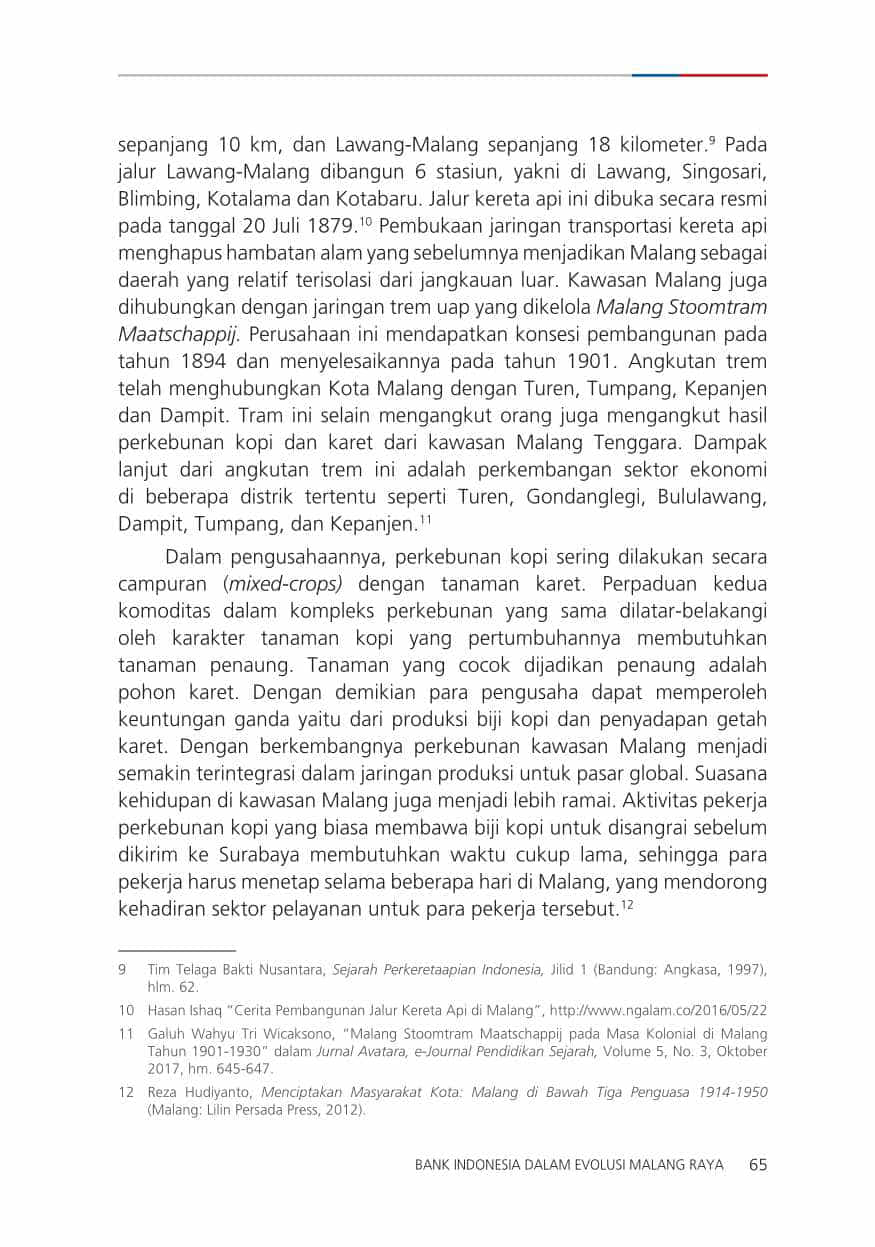 sepanjang 10 km, dan Lawang-Malang sepanjang 18 kilometer.⁹ Pada
jalur Lawang-Malang dibangun 6 stasiun, yakni di Lawang, Singosari,
Blimbing, Kotalama dan Kotabaru. Jalur kereta api ini dibuka secara resmi
pada tanggal 20 Juli 1879.¹⁰ Pembukaan jaringan transportasi kereta api
menghapus hambatan alam yang sebelumnya menjadikan Malang sebagai
daerah yang relatif terisolasi dari jangkauan luar. Kawasan Malang juga
dihubungkan dengan jaringan trem uap yang dikelola Malang Stoomtram
Maatschappij. Perusahaan ini mendapatkan konsesi pembangunan pada
tahun 1894 dan menyelesaikannya pada tahun 1901. Angkutan trem
telah menghubungkan Kota Malang dengan Turen, Tumpang, Kepanjen
dan Dampit. Tram ini selain mengangkut orang juga mengangkut hasil
perkebunan kopi dan karet dari kawasan Malang Tenggara. Dampak
lanjut dari angkutan trem ini adalah perkembangan sektor ekonomi
di beberapa distrik tertentu seperti Turen, Gondanglegi, Bululawang,
Dampit, Tumpang, dan Kepanjen.¹¹
Dalam pengusahaannya, perkebunan kopi sering dilakukan secara
campuran (mixed-crops) dengan tanaman karet. Perpaduan kedua
komoditas dalam kompleks perkebunan yang sama dilatar-belakangi
oleh karakter tanaman kopi yang pertumbuhannya membutuhkan
tanaman penaung. Tanaman yang cocok dijadikan penaung adalah
pohon karet. Dengan demikian para pengusaha dapat memperoleh
keuntungan ganda yaitu dari produksi biji kopi dan penyadapan getah
karet. Dengan berkembangnya perkebunan kawasan Malang menjadi
semakin terintegrasi dalam jaringan produksi untuk pasar global. Suasana
kehidupan di kawasan Malang juga menjadi lebih ramai. Aktivitas pekerja
perkebunan kopi yang biasa membawa biji kopi untuk disangrai sebelum
dikirim ke Surabaya membutuhkan waktu cukup lama, sehingga para
pekerja harus menetap selama beberapa hari di Malang, yang mendorong
kehadiran sektor pelayanan untuk para pekerja tersebut.¹²
9 Tim Telaga Bakti Nusantara, Sejarah Perkeretaapian Indonesia, Jilid 1 (Bandung: Angkasa, 1997),
hlm. 62.
10 Hasan Ishaq “Cerita Pembangunan Jalur Kereta Api di Malang”, http://www.ngalam.co/2016/05/22
11 Galuh Wahyu Tri Wicaksono, “Malang Stoomtram Maatschappij pada Masa Kolonial di Malang
Tahun 1901-1930” dalam Jurnal Avatara, e-Journal Pendidikan Sejarah, Volume 5, No. 3, Oktober
2017, hm. 645-647.
12 Reza Hudiyanto, Menciptakan Masyarakat Kota: Malang di Bawah Tiga Penguasa 1914-1950
(Malang: Lilin Persada Press, 2012).
BANK INDONESIA DALAM EVOLUSI MALANG RAYA 65